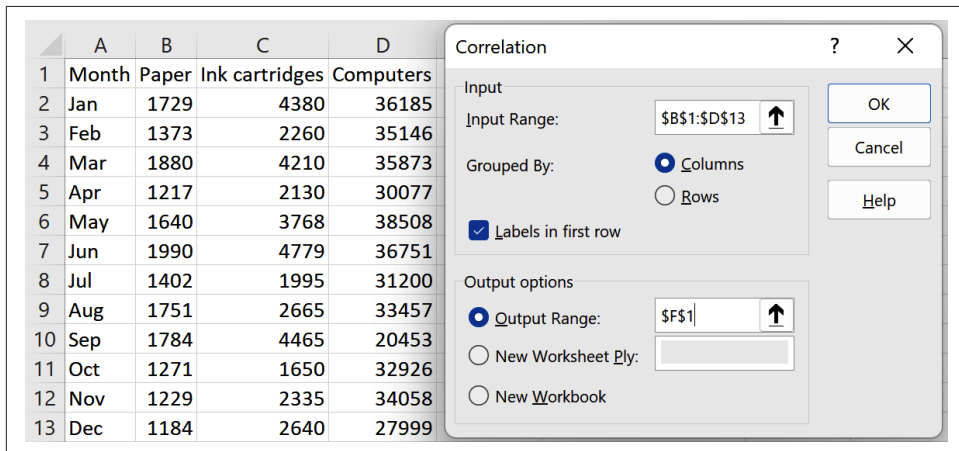 A B C D
1 Month Paper Ink cartridges Computers
2 Jan 1729 4380 36185
3 Feb 1373 2260 35146
4 Mar 1880 4210 35873
5 Apr 1217 2130 30077
6 May 1640 3768 38508
7 Jun 1990 4779 36751
8 Jul 1402 1995 31200
9 Aug 1751 2665 33457
10 Sep 1784 4465 20453
11 Oct 1271 1650 32926
12 Nov 1229 2335 34058
13 Dec 1184 2640 27999
Correlation ? X
Input
Input Range: $B$1:$D$13
Grouped By: Columns
Rows
Labels in first row
Output options
Output Range: $F$1
New Worksheet Ply:
New Workbook
OK
Cancel
Help